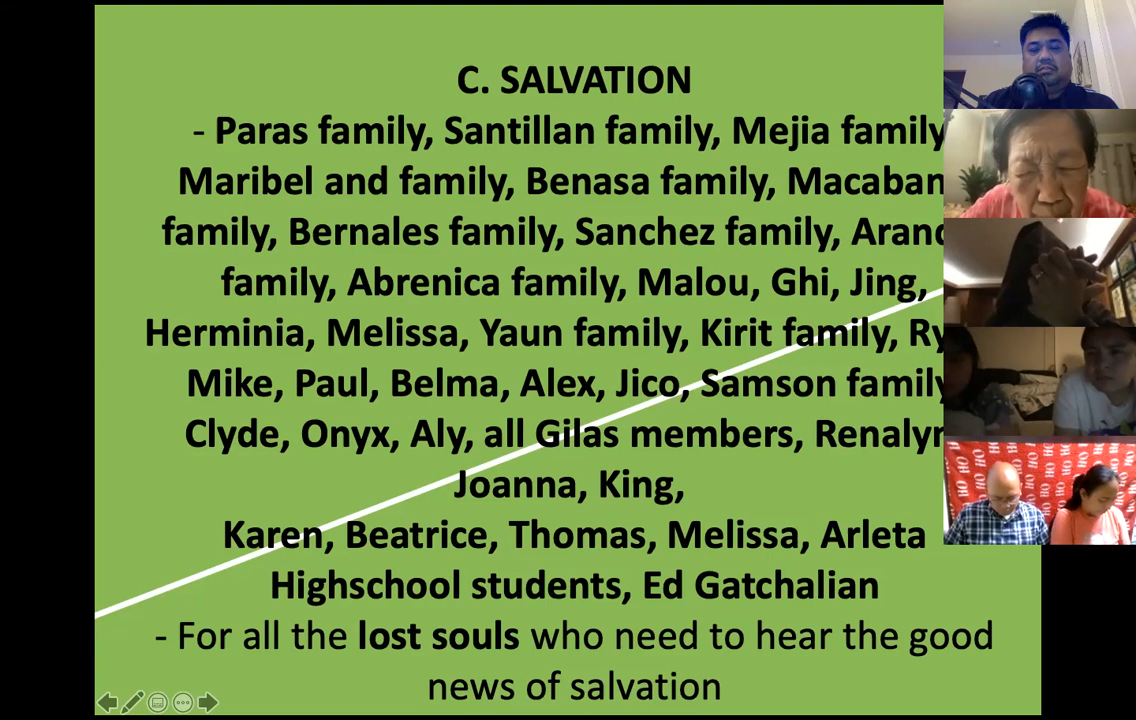 C. SALVATION
- Paras family, Santillan family, Mejia family
Maribel and family, Benasa family,
family, Bernales family, Sanchez family,
family, Abrenica family, Malou, Ghi, Jing,
Herminia, Melissa, Yaun family, Kirit family,
Mike, Paul, Belma, Alex, Jico, Samson family
Clyde, Onyx, Aly, all Gilas members,
Joanna, King,
Karen, Beatrice, Thomas, Melissa, Arleta
Highschool students, Ed Gatchalian
- For all the lost souls who need to hear the good
news of salvation
HO HO HO